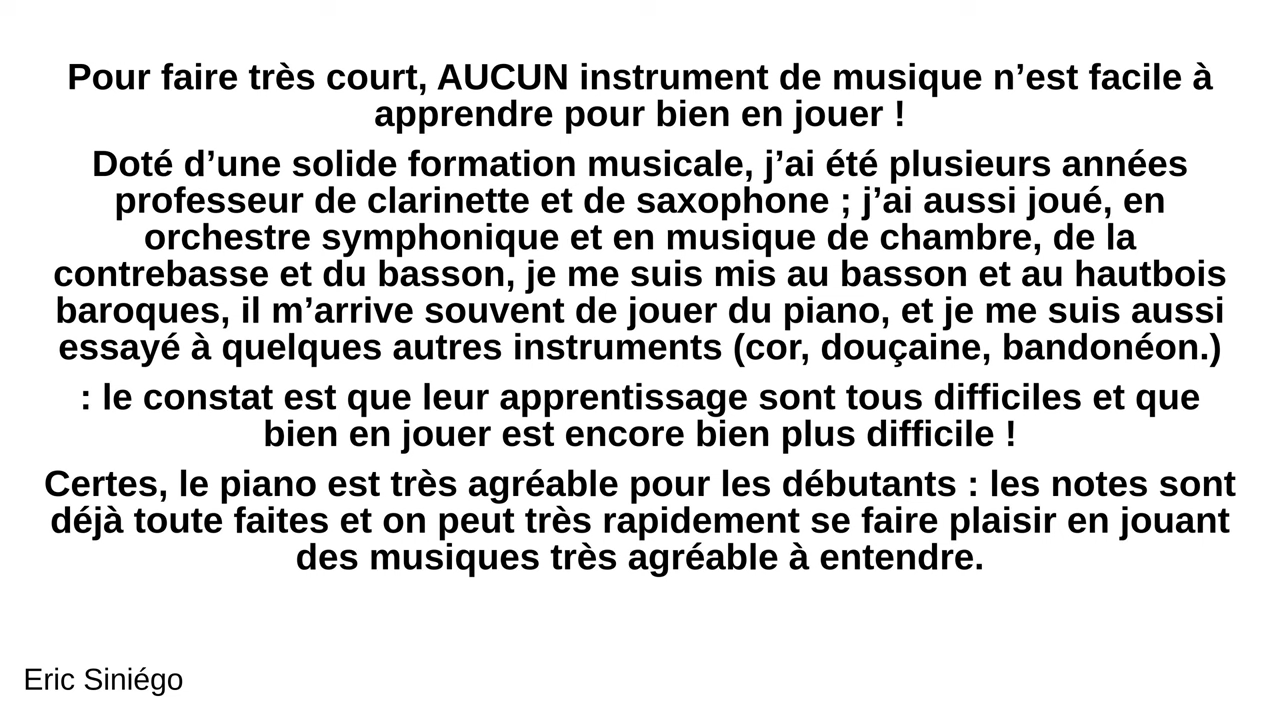 Pour faire très court, AUCUN instrument de musique n’est facile à
apprendre pour bien en jouer !
Doté d’une solide formation musicale, j’ai été plusieurs années
professeur de clarinette et de saxophone ; j’ai aussi joué, en
orchestre symphonique et en musique de chambre, de la
contrebasse et du basson, je me suis mis au basson et au hautbois
baroques, il m’arrive souvent de jouer du piano, et je me suis aussi
essayé à quelques autres instruments (cor, douçaine, bandonéon.)
: le constat est que leur apprentissage sont tous difficiles et que
bien en jouer est encore bien plus difficile !
Certes, le piano est très agréable pour les débutants : les notes sont
déjà toute faites et on peut très rapidement se faire plaisir en jouant
des musiques très agréable à entendre.
Eric Siniégo